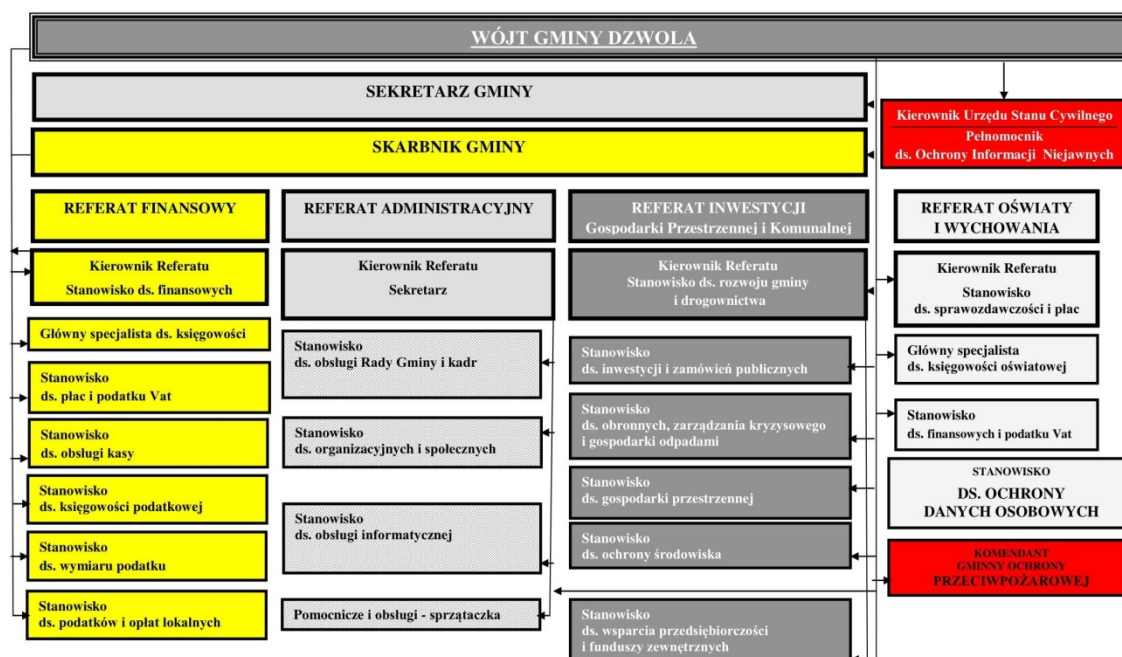 WÓJT GMINY DZWOLA
SEKRETARZ GMINY
SKARBNIK GMINY
Kierownik Urzędu Stanu Cywilnego
Pełnomocnik
ds. Ochrony Informacji Niejawnych
REFERAT FINANSOWY
Kierownik Referatu
Stanowisko ds. finansowych
Główny specjalista ds. księgowości
Stanowisko
ds. płac i podatku Vat
Stanowisko
ds. obsługi kasy
Stanowisko
ds. księgowości podatkowej
Stanowisko
ds. wymiaru podatku
Stanowisko
ds. podatków i opłat lokalnych
REFERAT ADMINISTRACYJNY
Kierownik Referatu
Sekretarz
Stanowisko
ds. obsługi Rady Gminy i kadr
Stanowisko
ds. organizacyjnych i społecznych
Stanowisko
ds. obsługi informatycznej
Pomocnicze i obsługi - sprzątaczka
REFERAT INWESTYCJI
Gospodarki Przestrzennej i Komunalnej
Kierownik Referatu
Stanowisko ds. rozwoju gminy
i drogownictwa
Stanowisko
ds. inwestycji i zamówień publicznych
Stanowisko
ds. obronnych, zarządzania kryzysowego
i gospodarki odpadami
Stanowisko
ds. gospodarki przestrzennej
Stanowisko
ds. ochrony środowiska
Stanowisko
ds. wsparcia przedsiębiorczości
i funduszy zewnętrznych
REFERAT OŚWIATY
I WYCHOWANIA
Kierownik Referatu
Stanowisko
ds. sprawozdawczości i płac
Główny specjalista
ds. księgowości oświatowej
Stanowisko
ds. finansowych i podatku Vat
STANOWISKO
DS. OCHRONY
DANYCH OSOBOWYCH
KOMENDANT
GMINNY OCHRONY
PRZECIWPOŻAROWEJ